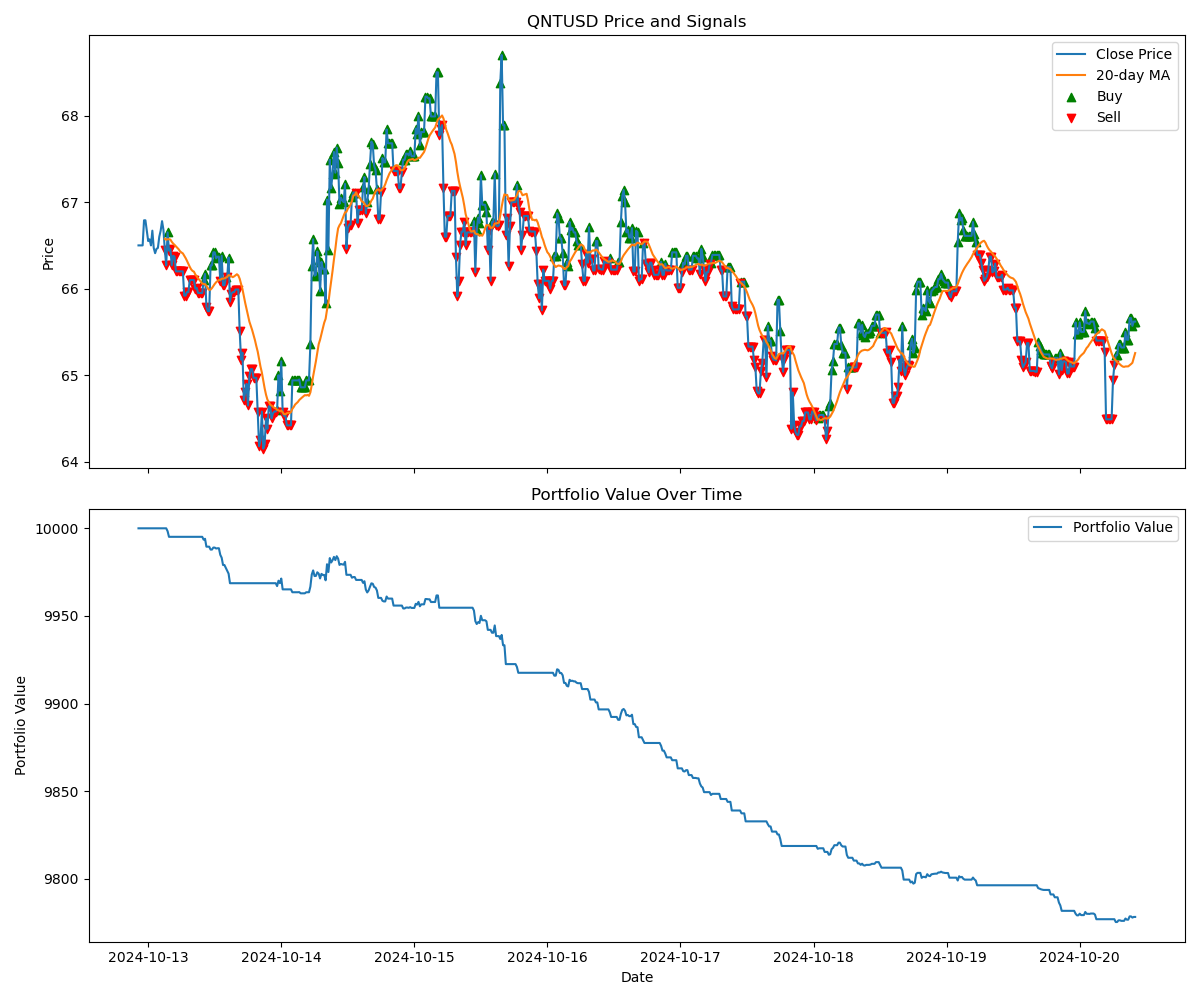 QNTUSD Price and Signals
Close Price
20-day MA
Buy
Sell
Price
68
67
66
65
64
Portfolio Value Over Time
Portfolio Value
Portfolio Value
10000
9950
9900
9850
9800
2024-10-13
2024-10-14
2024-10-15
2024-10-16
2024-10-17
2024-10-18
2024-10-19
2024-10-20
Date